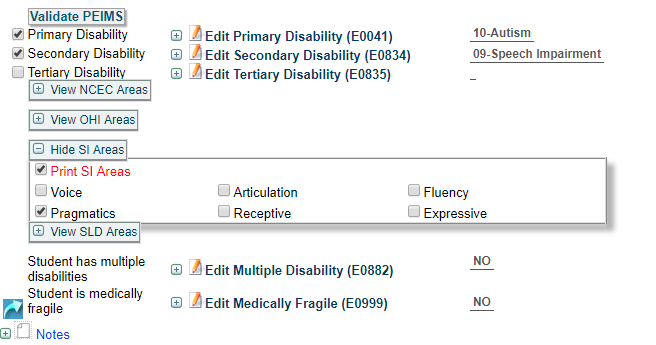 Validate PEIMS
Primary Disability Edit Primary Disability (E0041) 10-Autism
Secondary Disability Edit Secondary Disability (E0834) 09-Speech Impairment
Tertiary Disability Edit Tertiary Disability (E0835)
View NCEC Areas
View OHI Areas
Hide SI Areas
Print SI Areas
Voice Articulation Fluency
Pragmatics Receptive Expressive
View SLD Areas
Student has multiple disabilities Edit Multiple Disability (E0882) NO
Student is medically fragile Edit Medically Fragile (E0999) NO
Notes